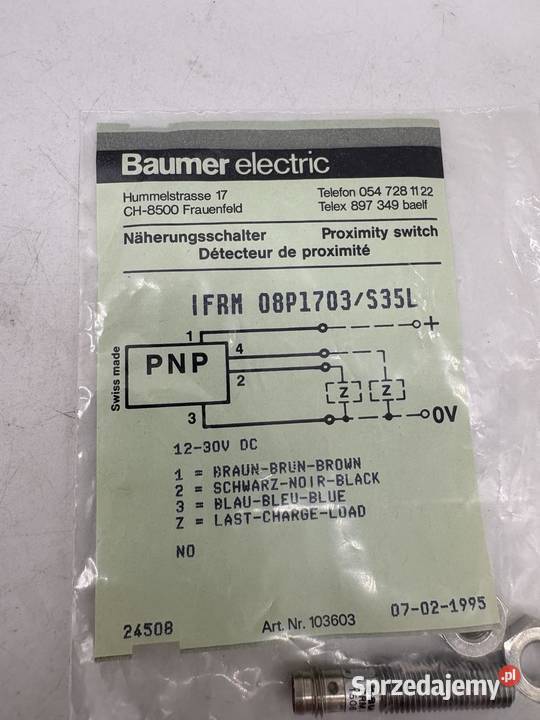 Baumer electric
Hummelstrasse 17
CH-8500 Frauenfeld
Telefon 054 728 11 22
Telex 897 349 baelf
Näherungsschalter
Proximity switch
Détecteur de proximité
IFRM 08P1703/S35L
Swiss made
PNP
1
4
2
3
+
Z
Z
0V
12-30V DC
1 = BRAUN-BRUN-BROWN
2 = SCHWARZ-NOIR-BLACK
3 = BLAU-BLEU-BLUE
Z = LAST-CHARGE-LOAD
NO
24508
Art. Nr. 103603
07-02-1995
Sprzedajemy.pl